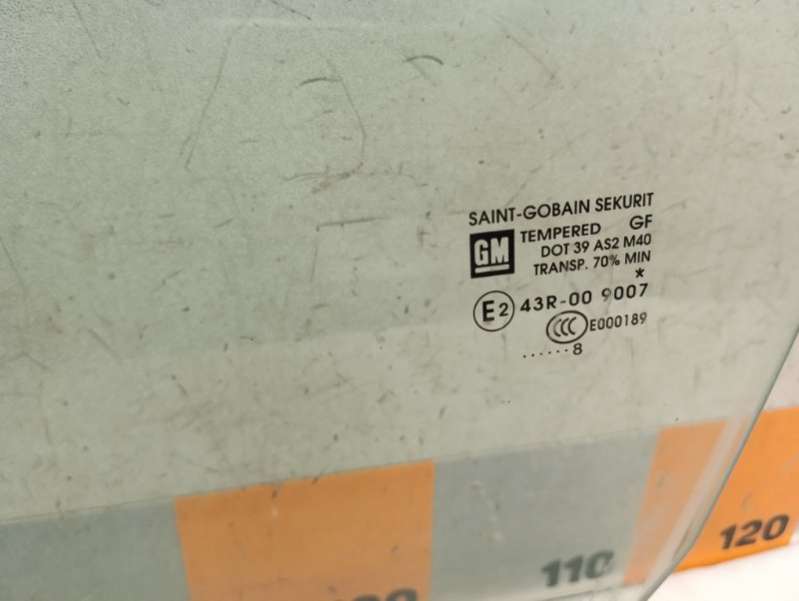 SAINT-GOBAIN SEKURIT
GM TEMPERED GF
DOT 39 AS2 M40
TRANSP. 70% MIN
*
E2 43R-00 9007
CCC E000189
......8
120
110